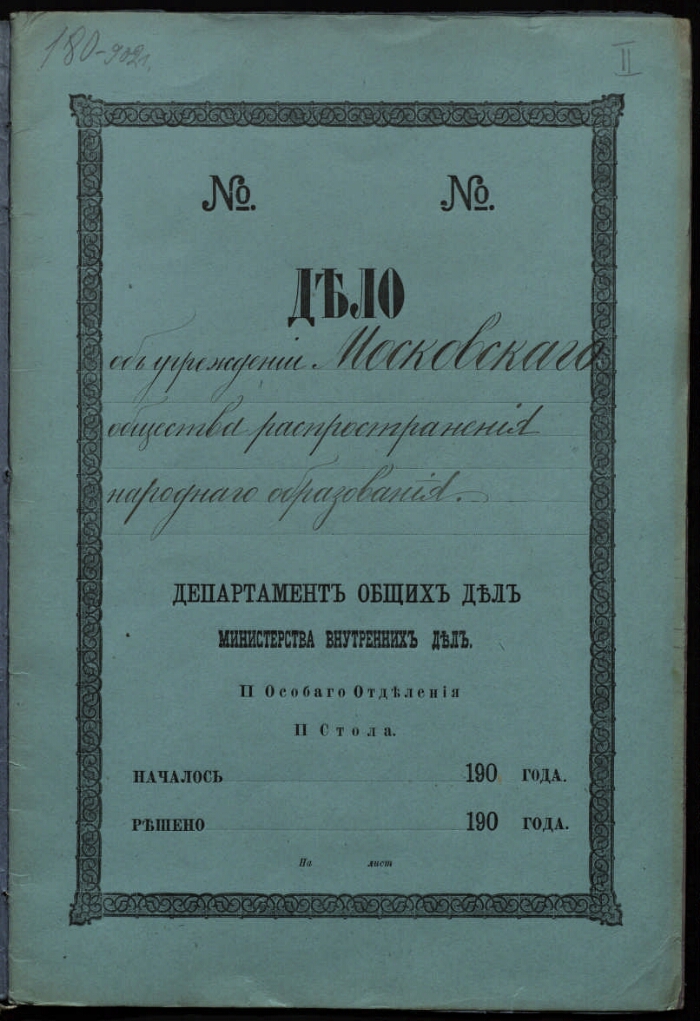 180-902г.
II
№. №.
ДѢЛО
объ учрежденіи Московскаго
общества распространенія
народнаго образованія.
ДЕПАРТАМЕНТЪ ОБЩИХЪ ДѢЛЪ
МИНИСТЕРСТВА ВНУТРЕННИХЪ ДѢЛЪ.
II Особаго Отдѣленія
II Стола.
НАЧАЛОСЬ 190 ГОДА.
РѢШЕНО 190 ГОДА.
На лист